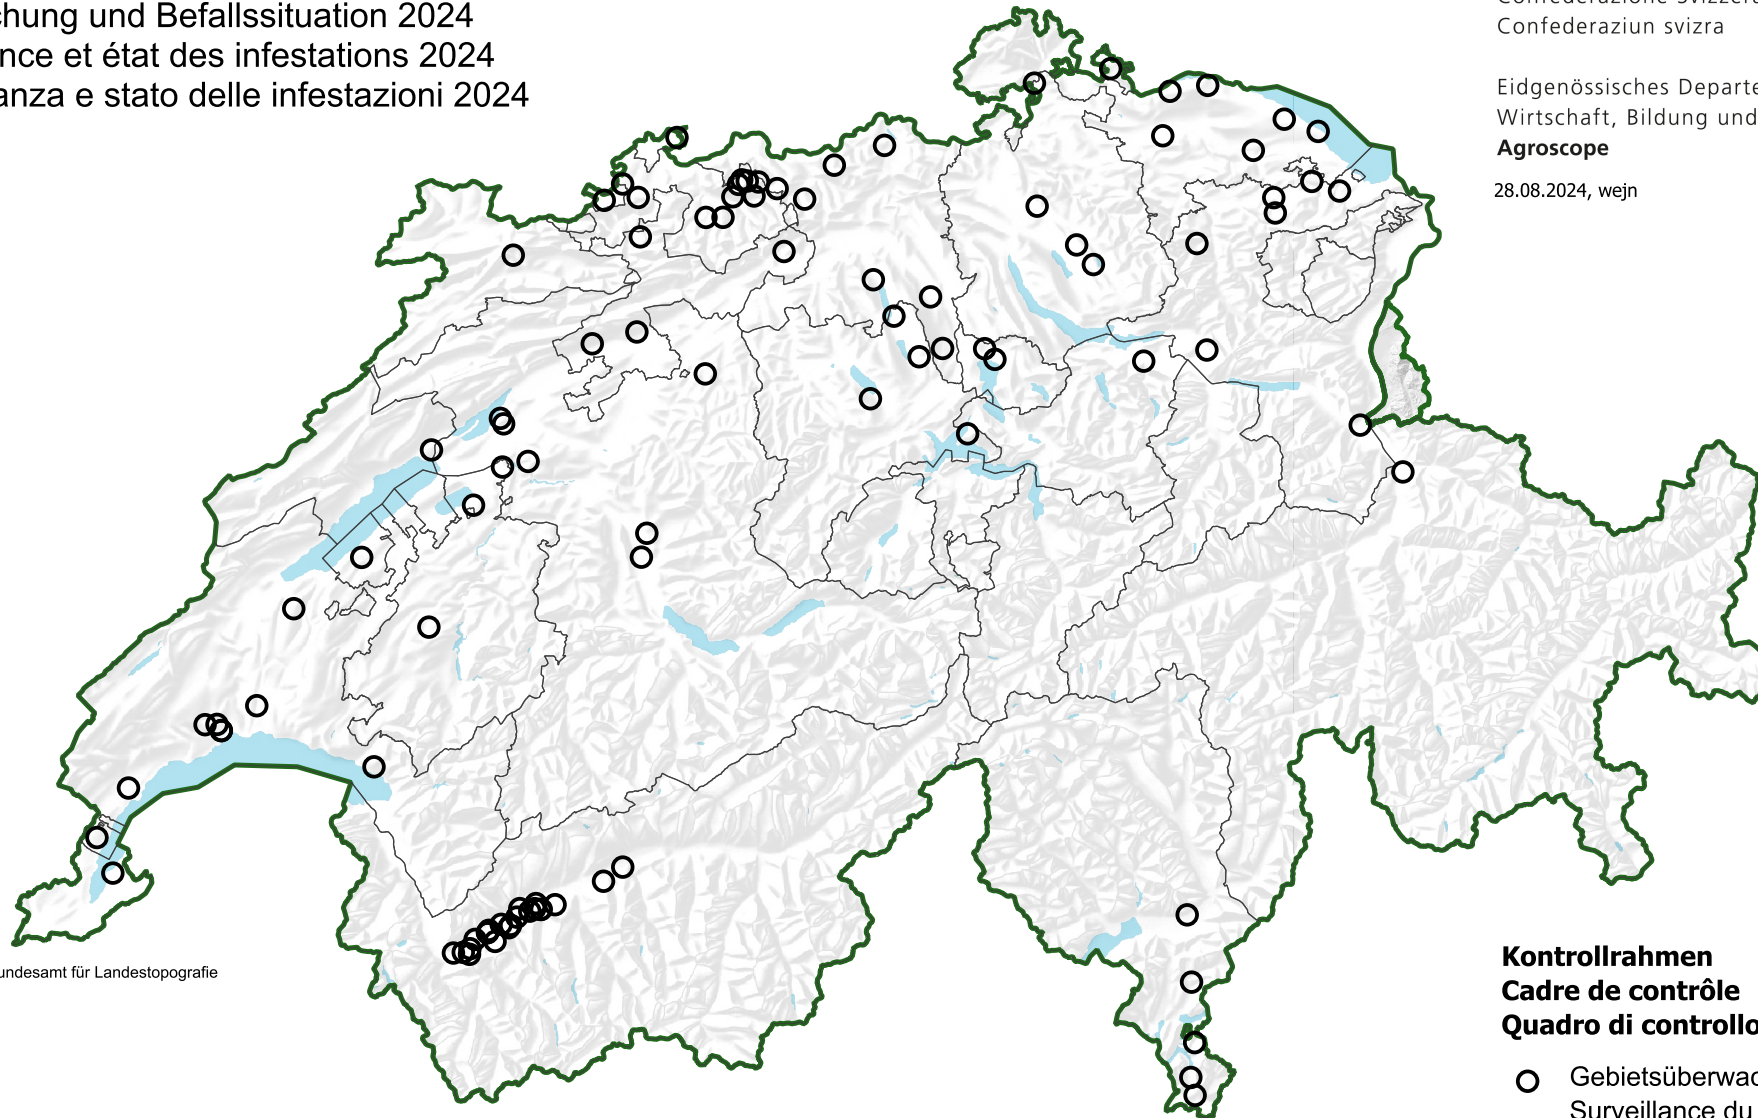 chung und Befallssituation 2024
nce et état des infestations 2024
anza e stato delle infestazioni 2024
Confederaziun svizra
Eidgenössisches Departe
Wirtschaft, Bildung und
Agroscope
28.08.2024, wejn
undesamt für Landestopografie
Kontrollrahmen
Cadre de contrôle
Quadro di controllo
Gebietsüberwac
Surveillance du